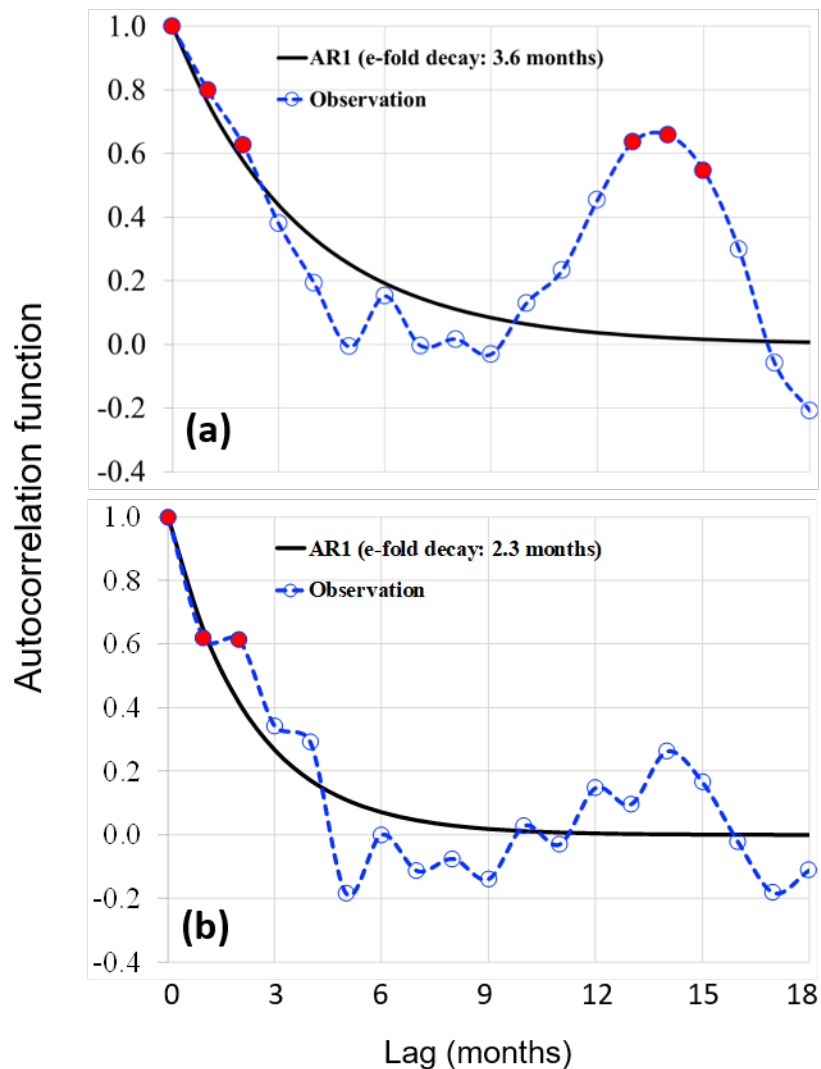 Autocorrelation function
1.0
0.8
0.6
0.4
0.2
0.0
-0.2
-0.4
AR1 (e-fold decay: 3.6 months)
Observation
(a)
1.0
0.8
0.6
0.4
0.2
0.0
-0.2
-0.4
AR1 (e-fold decay: 2.3 months)
Observation
(b)
0 3 6 9 12 15 18
Lag (months)